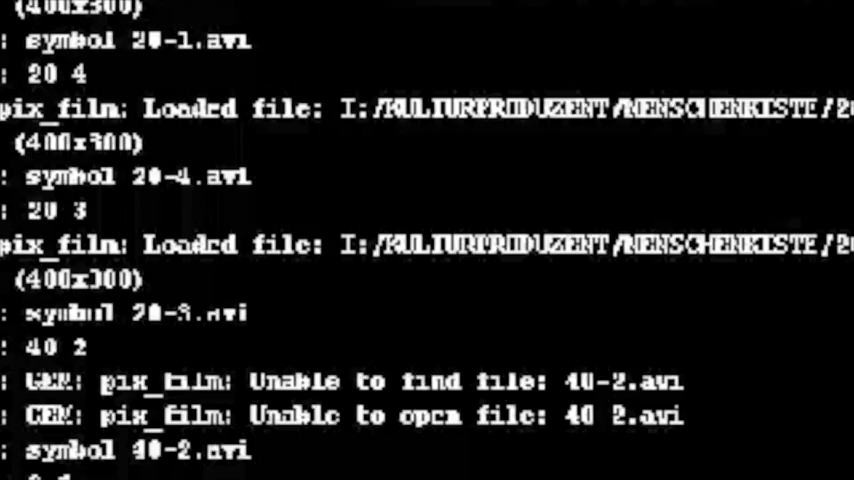 (400x300)
: symbol 20-1.avi
: 20 4
pix_film: Loaded file: I:/KULTURPRODUZENT/MENSCHENKISTE/20
(400x300)
: symbol 20-4.avi
: 20 3
pix_film: Loaded file: I:/KULTURPRODUZENT/MENSCHENKISTE/20
(400x300)
: symbol 20-3.avi
: 40 2
: GEM: pix_film: Unable to find file: 40-2.avi
: GEM: pix_film: Unable to open file: 40-2.avi
: symbol 40-2.avi